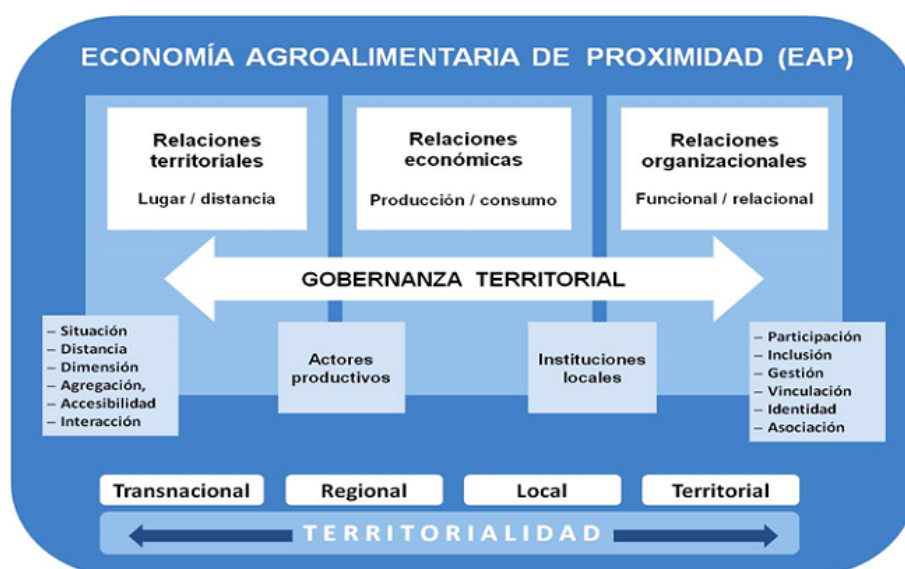 ECONOMÍA AGROALIMENTARIA DE PROXIMIDAD (EAP)
Relaciones
territoriales
Lugar / distancia
Relaciones
económicas
Producción / consumo
Relaciones
organizacionales
Funcional / relacional
GOBERNANZA TERRITORIAL
– Situación
– Distancia
– Dimensión
– Agregación,
– Accesibilidad
– Interacción
Actores
productivos
Instituciones
locales
– Participación
– Inclusión
– Gestión
– Vinculación
– Identidad
– Asociación
Transnacional
Regional
Local
Territorial
TERRITORIALIDAD